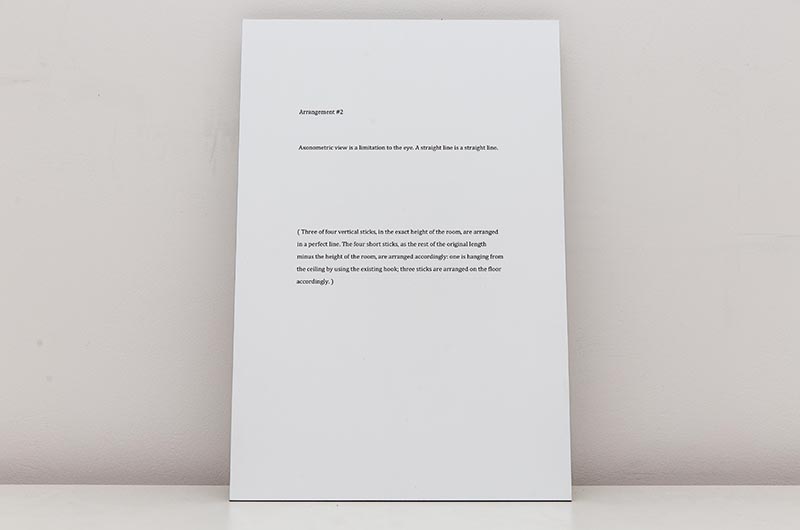 Arrangement #2
Axonometric view is a limitation to the eye. A straight line is a straight line.
( Three of four vertical sticks, in the exact height of the room, are arranged
in a perfect line. The four short sticks, as the rest of the original length
minus the height of the room, are arranged accordingly: one is hanging from
the ceiling by using the existing hook; three sticks are arranged on the floor
accordingly. )